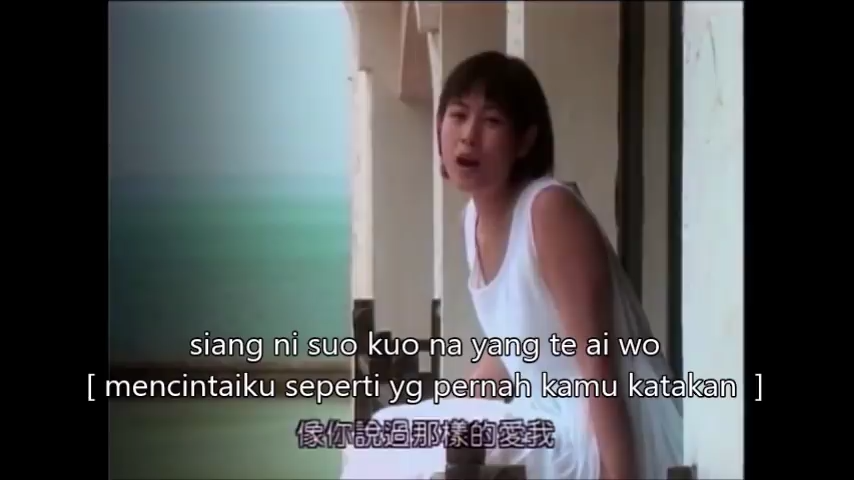 siang ni suo kuo na yang te ai wo
[ mencintaiku seperti yg pernah kamu katakan ]
像你說過那樣的愛我